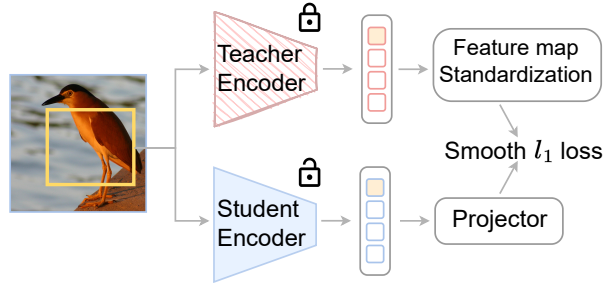 Teacher
Encoder
Feature map
Standardization
Smooth l₁ loss
Student
Encoder
Projector